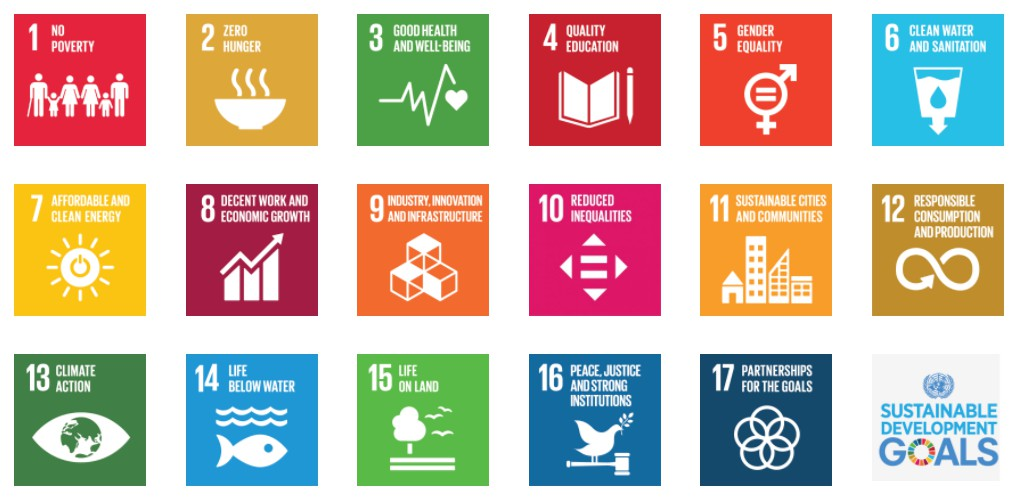 1 NO
POVERTY
2 ZERO
HUNGER
3 GOOD HEALTH
AND WELL-BEING
4 QUALITY
EDUCATION
5 GENDER
EQUALITY
6 CLEAN WATER
AND SANITATION
7 AFFORDABLE AND
CLEAN ENERGY
8 DECENT WORK AND
ECONOMIC GROWTH
9 INDUSTRY, INNOVATION
AND INFRASTRUCTURE
10 REDUCED
INEQUALITIES
11 SUSTAINABLE CITIES
AND COMMUNITIES
12 RESPONSIBLE
CONSUMPTION
AND PRODUCTION
13 CLIMATE
ACTION
14 LIFE
BELOW WATER
15 LIFE
ON LAND
16 PEACE, JUSTICE
AND STRONG
INSTITUTIONS
17 PARTNERSHIPS
FOR THE GOALS
SUSTAINABLE
DEVELOPMENT
GOALS